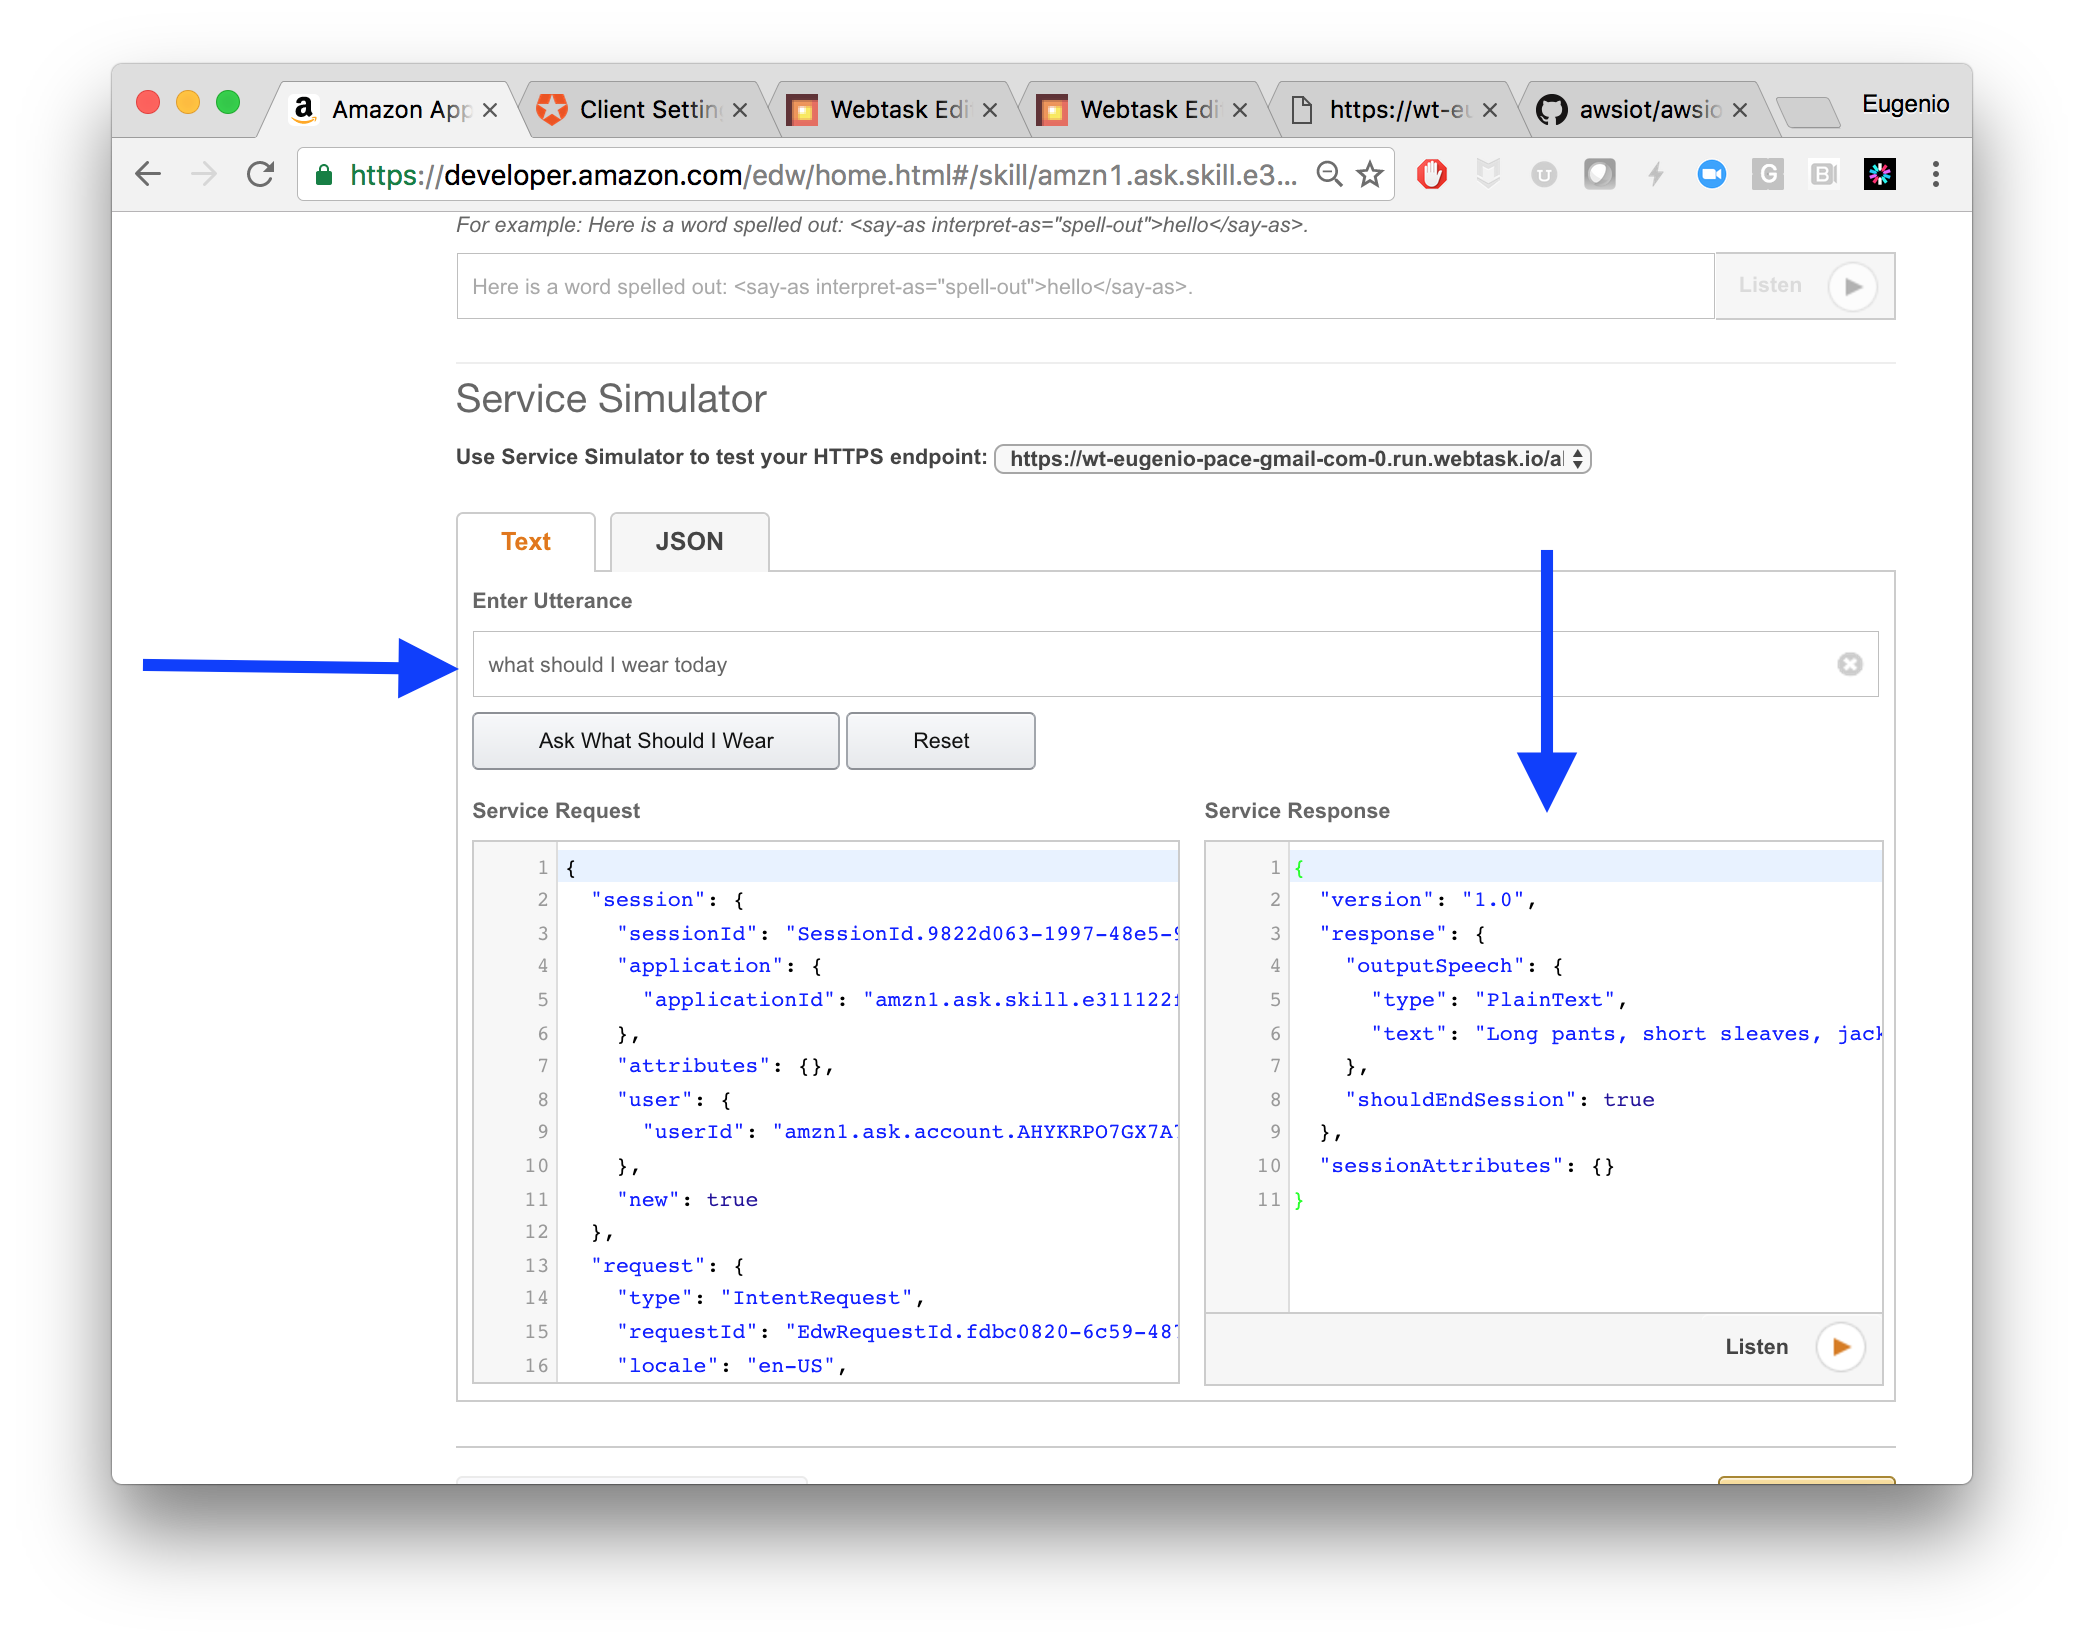 Amazon App
Client Settin
Webtask Edi
Webtask Edi
https://wt-eu
awsiot/awsio
Eugenio
https://developer.amazon.com/edw/home.html#/skill/amzn1.ask.skill.e3...
For example: Here is a word spelled out: <say-as interpret-as="spell-out">hello</say-as>.
Here is a word spelled out: <say-as interpret-as="spell-out">hello</say-as>.
Listen
Service Simulator
Use Service Simulator to test your HTTPS endpoint: https://wt-eugenio-pace-gmail-com-0.run.webtask.io/al
Text
JSON
Enter Utterance
what should I wear today
Ask What Should I Wear
Reset
Service Request
1 {
2 "session": {
3 "sessionId": "SessionId.9822d063-1997-48e5-9
4 "application": {
5 "applicationId": "amzn1.ask.skill.e311122f
6 },
7 "attributes": {},
8 "user": {
9 "userId": "amzn1.ask.account.AHYKRPO7GX7A7
10 },
11 "new": true
12 },
13 "request": {
14 "type": "IntentRequest",
15 "requestId": "EdwRequestId.fdbc0820-6c59-487
16 "locale": "en-US",
Service Response
1 {
2 "version": "1.0",
3 "response": {
4 "outputSpeech": {
5 "type": "PlainText",
6 "text": "Long pants, short sleaves, jack
7 },
8 "shouldEndSession": true
9 },
10 "sessionAttributes": {}
11 }
Listen